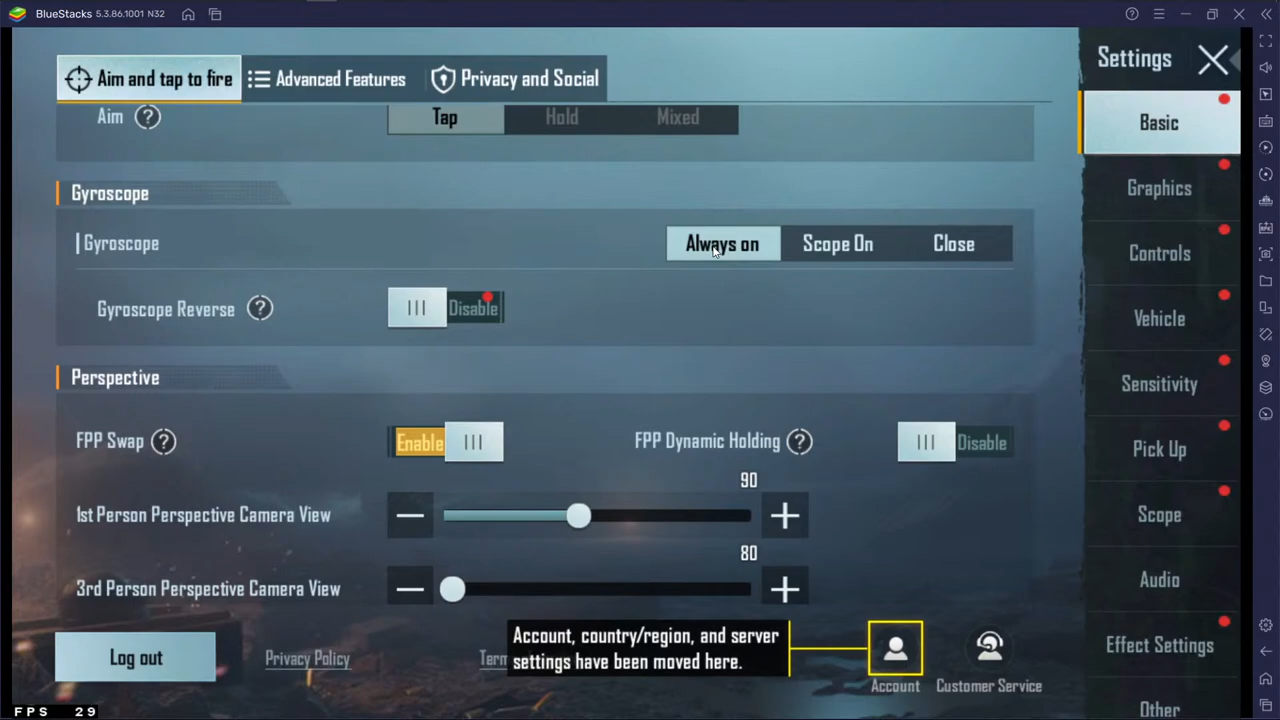 BlueStacks 5.3.86.1001 N32
Aim and tap to fire
Advanced Features
Privacy and Social
Settings
Aim ?
Tap
Hold
Mixed
Basic
Graphics
Gyroscope
Gyroscope
Always on
Scope On
Close
Controls
Gyroscope Reverse ?
Disable
Vehicle
Perspective
Sensitivity
FPP Swap ?
Enable
FPP Dynamic Holding ?
Disable
Pick Up
90
1st Person Perspective Camera View
Scope
80
3rd Person Perspective Camera View
Audio
Account, country/region, and server
settings have been moved here.
Effect Settings
Log out
Privacy Policy
Term
Account
Customer Service
Other
FPS 29